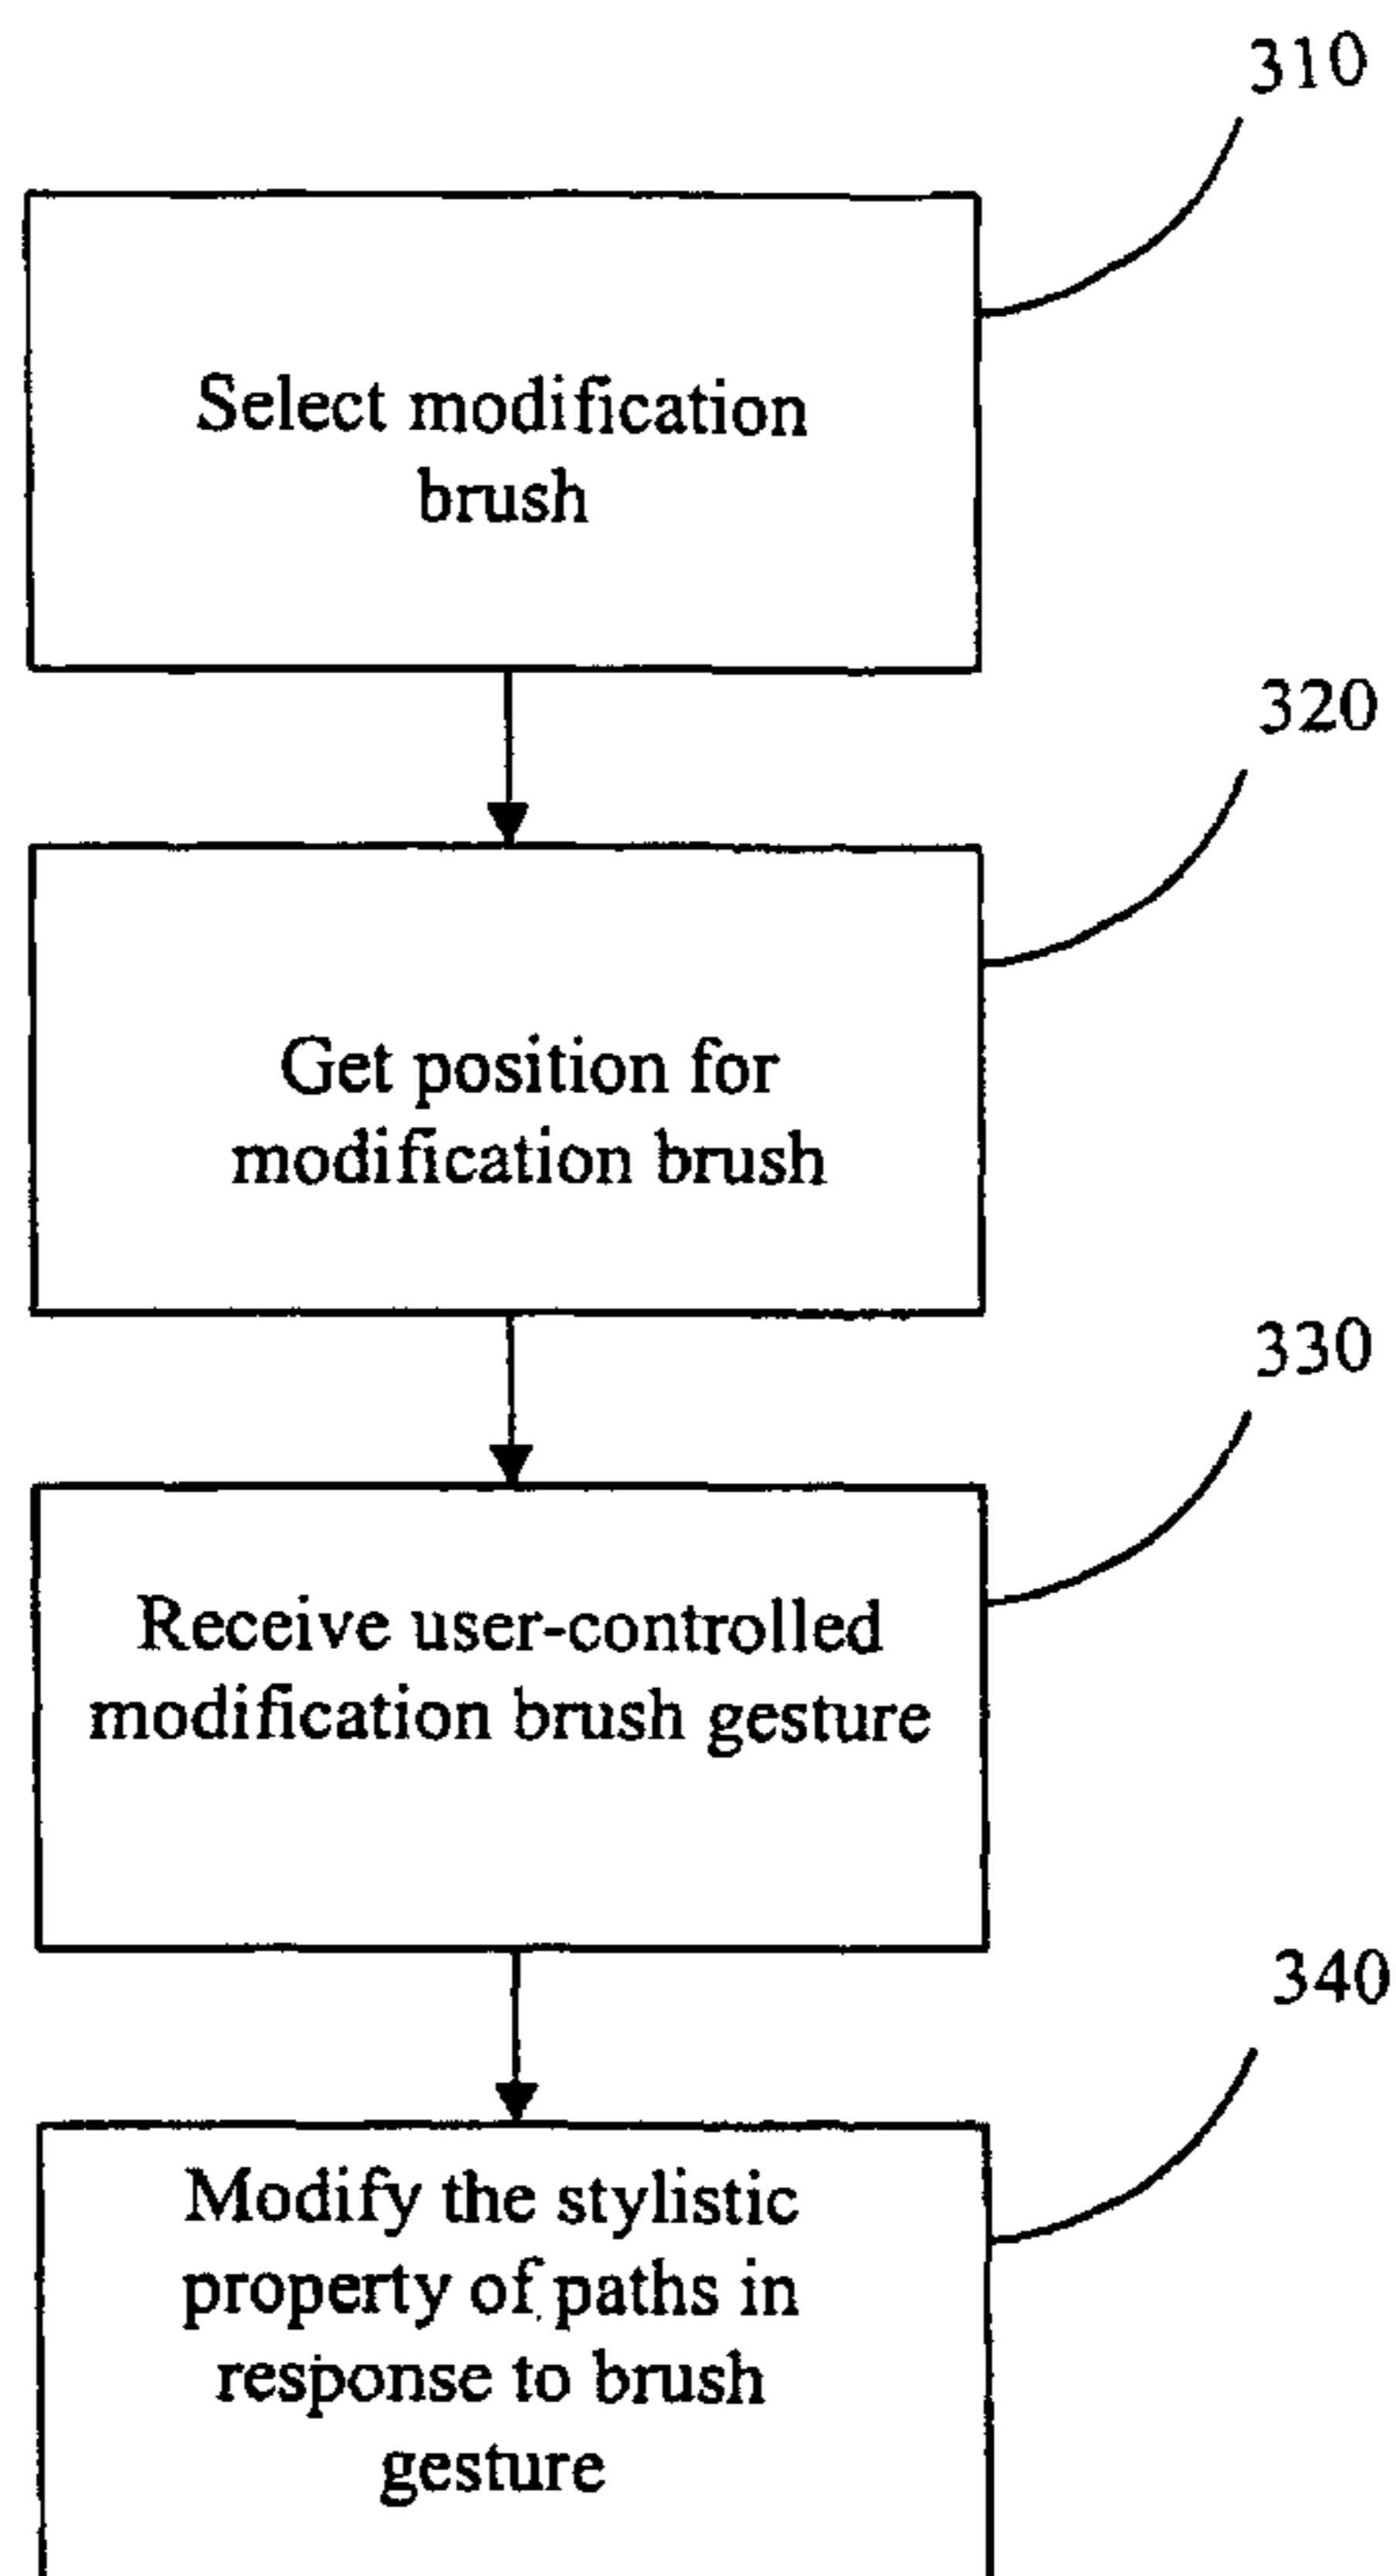 310
Select modification
brush
320
Get position for
modification brush
330
Receive user-controlled
modification brush gesture
340
Modify the stylistic
property of paths in
response to brush
gesture